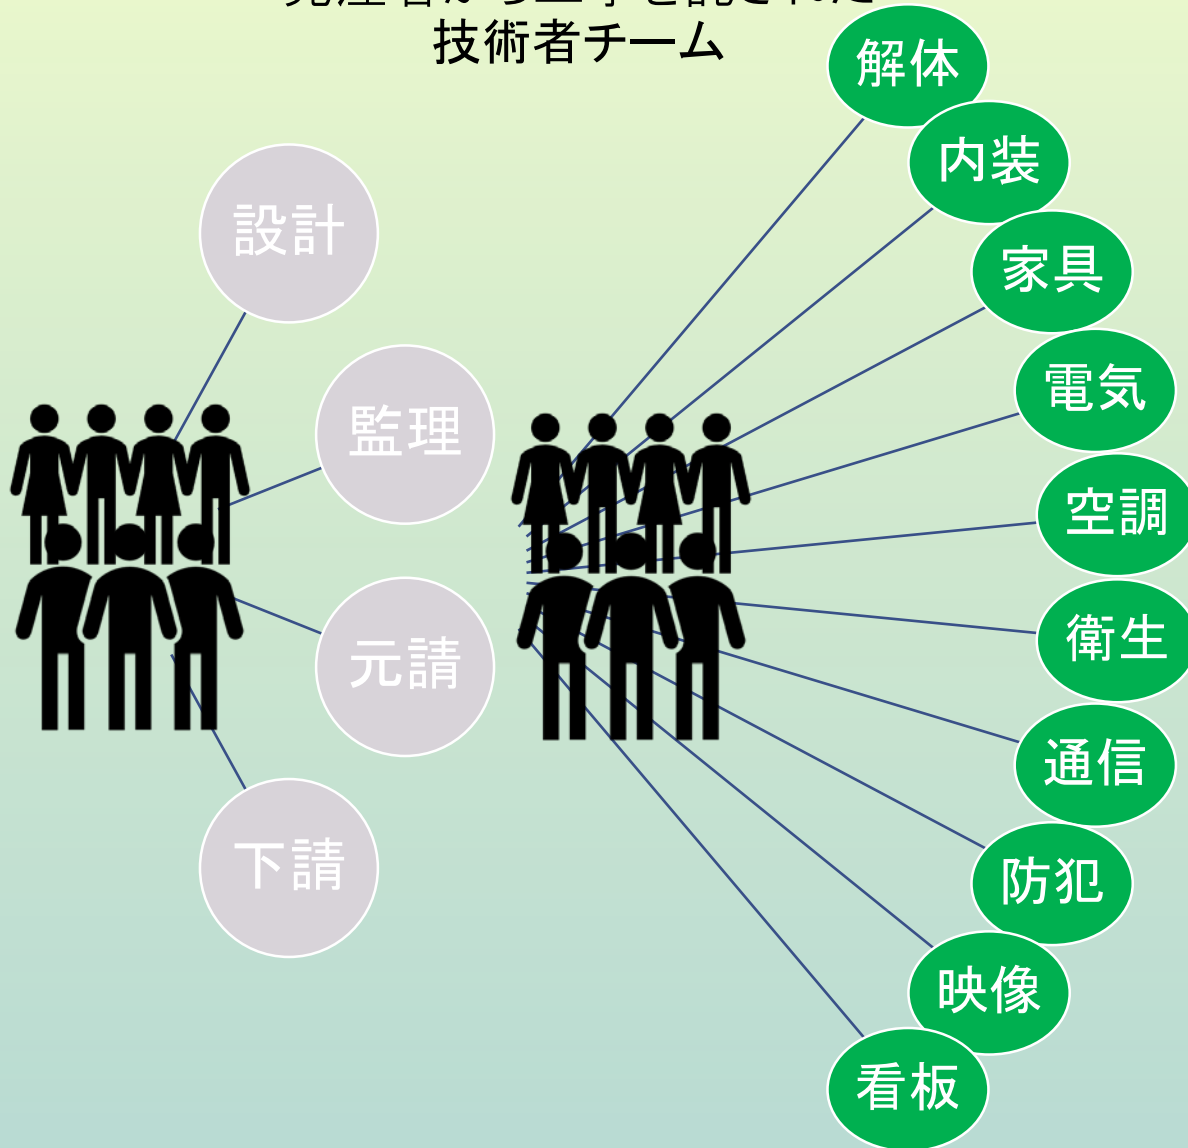 技術者チーム
設計
監理
元請
下請
解体
内装
家具
電気
空調
衛生
通信
防犯
映像
看板